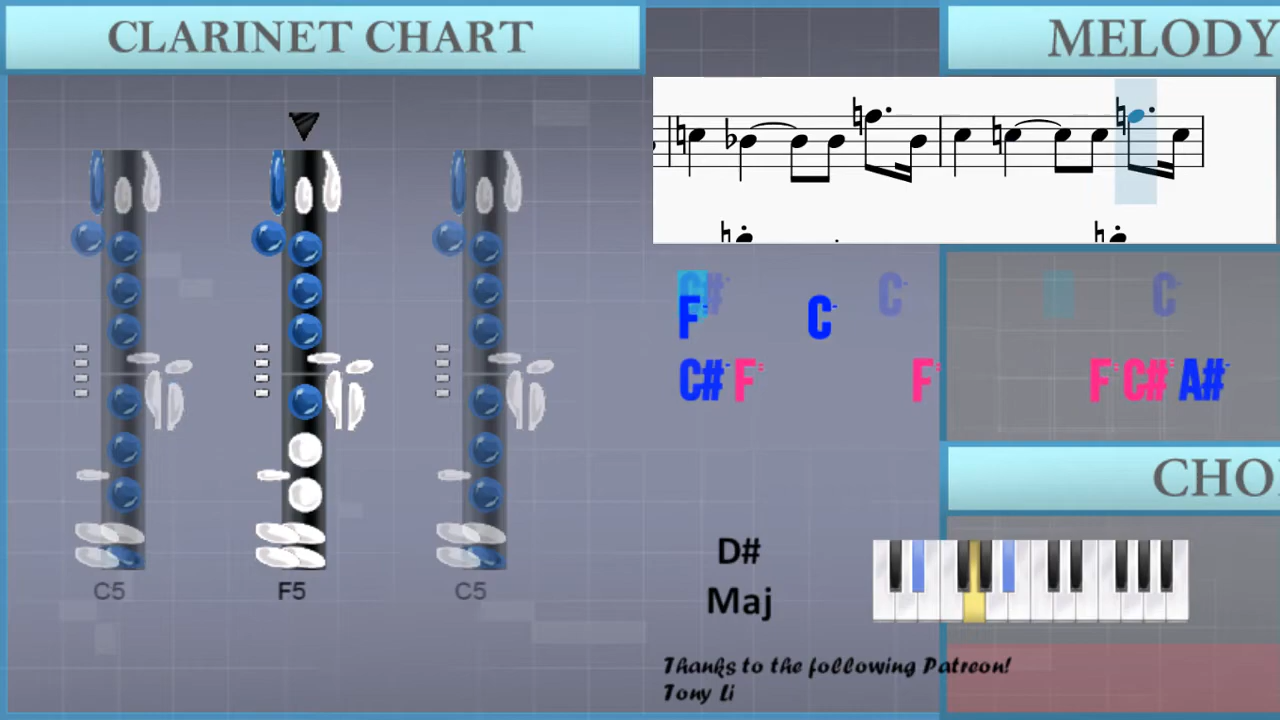 CLARINET CHART
MELODY
C#
C
C
F
C
C# F F F C# A#
CHO
D#
Maj
C5
F5
C5
Thanks to the following Patreon!
Tony Li